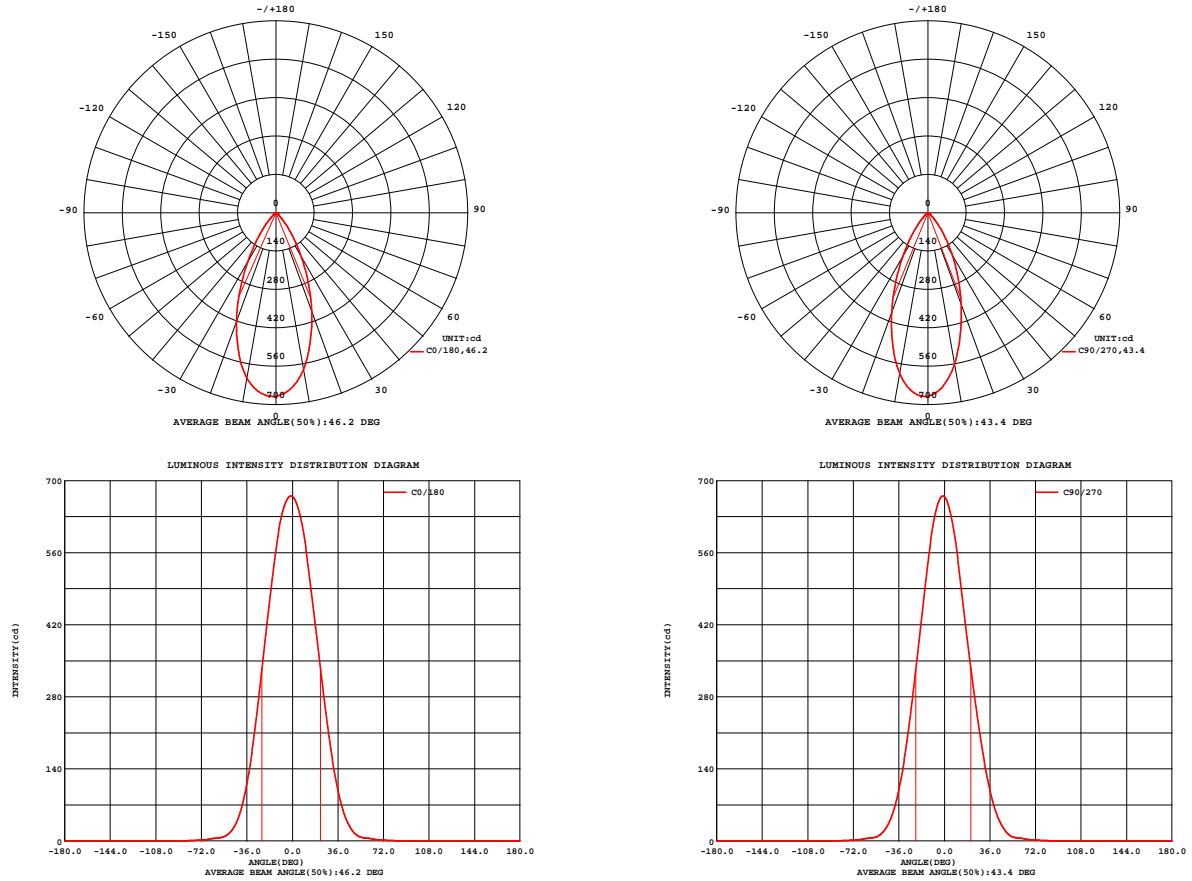 -/+180
-150 150
-120 120
-90 90
0
140
280
-60 60
420
UNIT:cd
C0/180,46.2
560
-30 30
700
0
AVERAGE BEAM ANGLE(50%):46.2 DEG
-/+180
-150 150
-120 120
-90 90
0
140
280
-60 60
420
UNIT:cd
C90/270,43.4
560
-30 30
700
0
AVERAGE BEAM ANGLE(50%):43.4 DEG
LUMINOUS INTENSITY DISTRIBUTION DIAGRAM
700
C0/180
560
420
INTENSITY(cd)
280
140
0
-180.0 -144.0 -108.0 -72.0 -36.0 0.0 36.0 72.0 108.0 144.0 180.0
ANGLE(DEG)
AVERAGE BEAM ANGLE(50%):46.2 DEG
LUMINOUS INTENSITY DISTRIBUTION DIAGRAM
700
C90/270
560
420
INTENSITY(cd)
280
140
0
-180.0 -144.0 -108.0 -72.0 -36.0 0.0 36.0 72.0 108.0 144.0 180.0
ANGLE(DEG)
AVERAGE BEAM ANGLE(50%):43.4 DEG